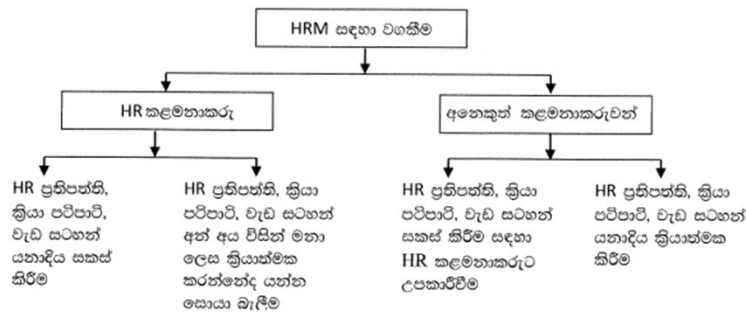 HRM සඳහා වගකීම
HR කළමනාකරු
අනෙකුත් කළමනාකරුවන්
HR ප්‍රතිපත්ති,
ක්‍රියා පටිපාටි,
වැඩ සටහන්
යනාදිය සකස්
කිරීම
HR ප්‍රතිපත්ති, ක්‍රියා
පටිපාටි, වැඩ සටහන්
අන් අය විසින් මනා
ලෙස ක්‍රියාත්මක
කරන්නේද යන්න
සොයා බැලීම
HR ප්‍රතිපත්ති, ක්‍රියා
පටිපාටි, වැඩ සටහන්
සකස් කිරීම සඳහා
HR කළමනාකරුට
උපකාරීවීම
HR ප්‍රතිපත්ති, ක්‍රියා
පටිපාටි, වැඩ සටහන්
යනාදිය ක්‍රියාත්මක
කිරීම